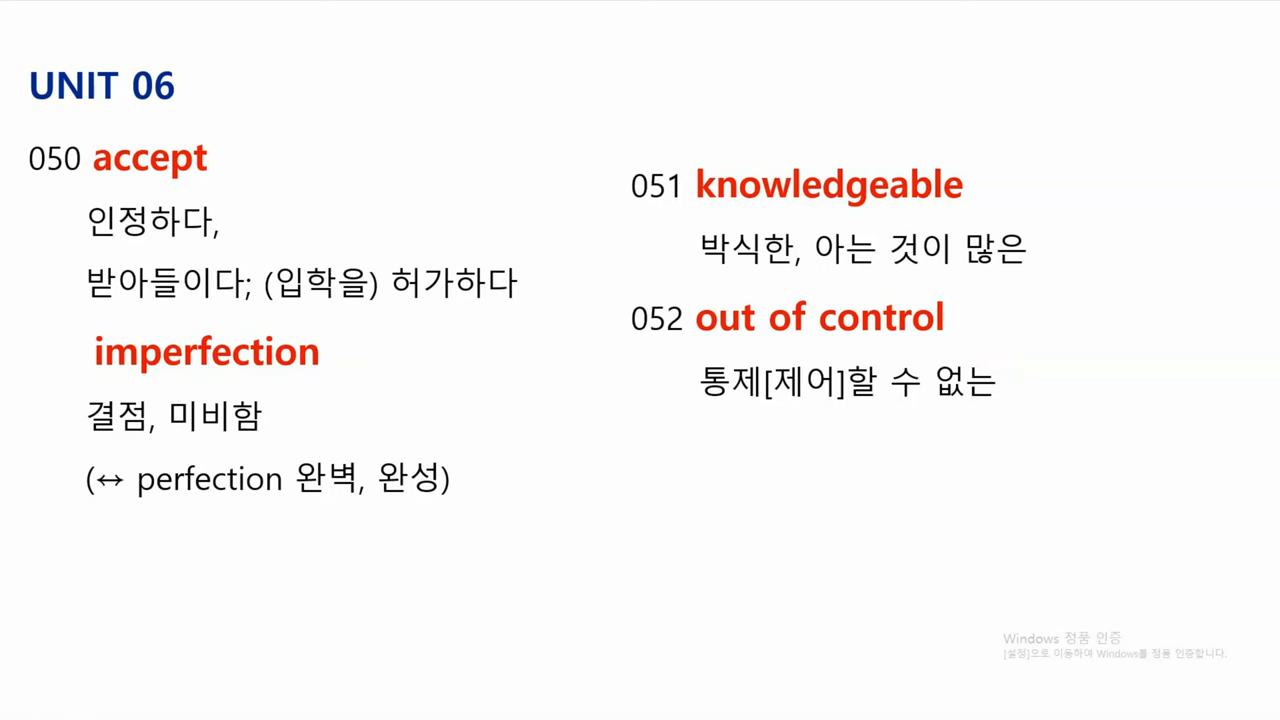 UNIT 06
050 accept
인정하다,
받아들이다; (입학을) 허가하다
imperfection
결점, 미비함
(↔ perfection 완벽, 완성)
051 knowledgeable
박식한, 아는 것이 많은
052 out of control
통제[제어]할 수 없는
Windows 정품 인증
[설정]으로 이동하여 Windows를 정품 인증합니다.